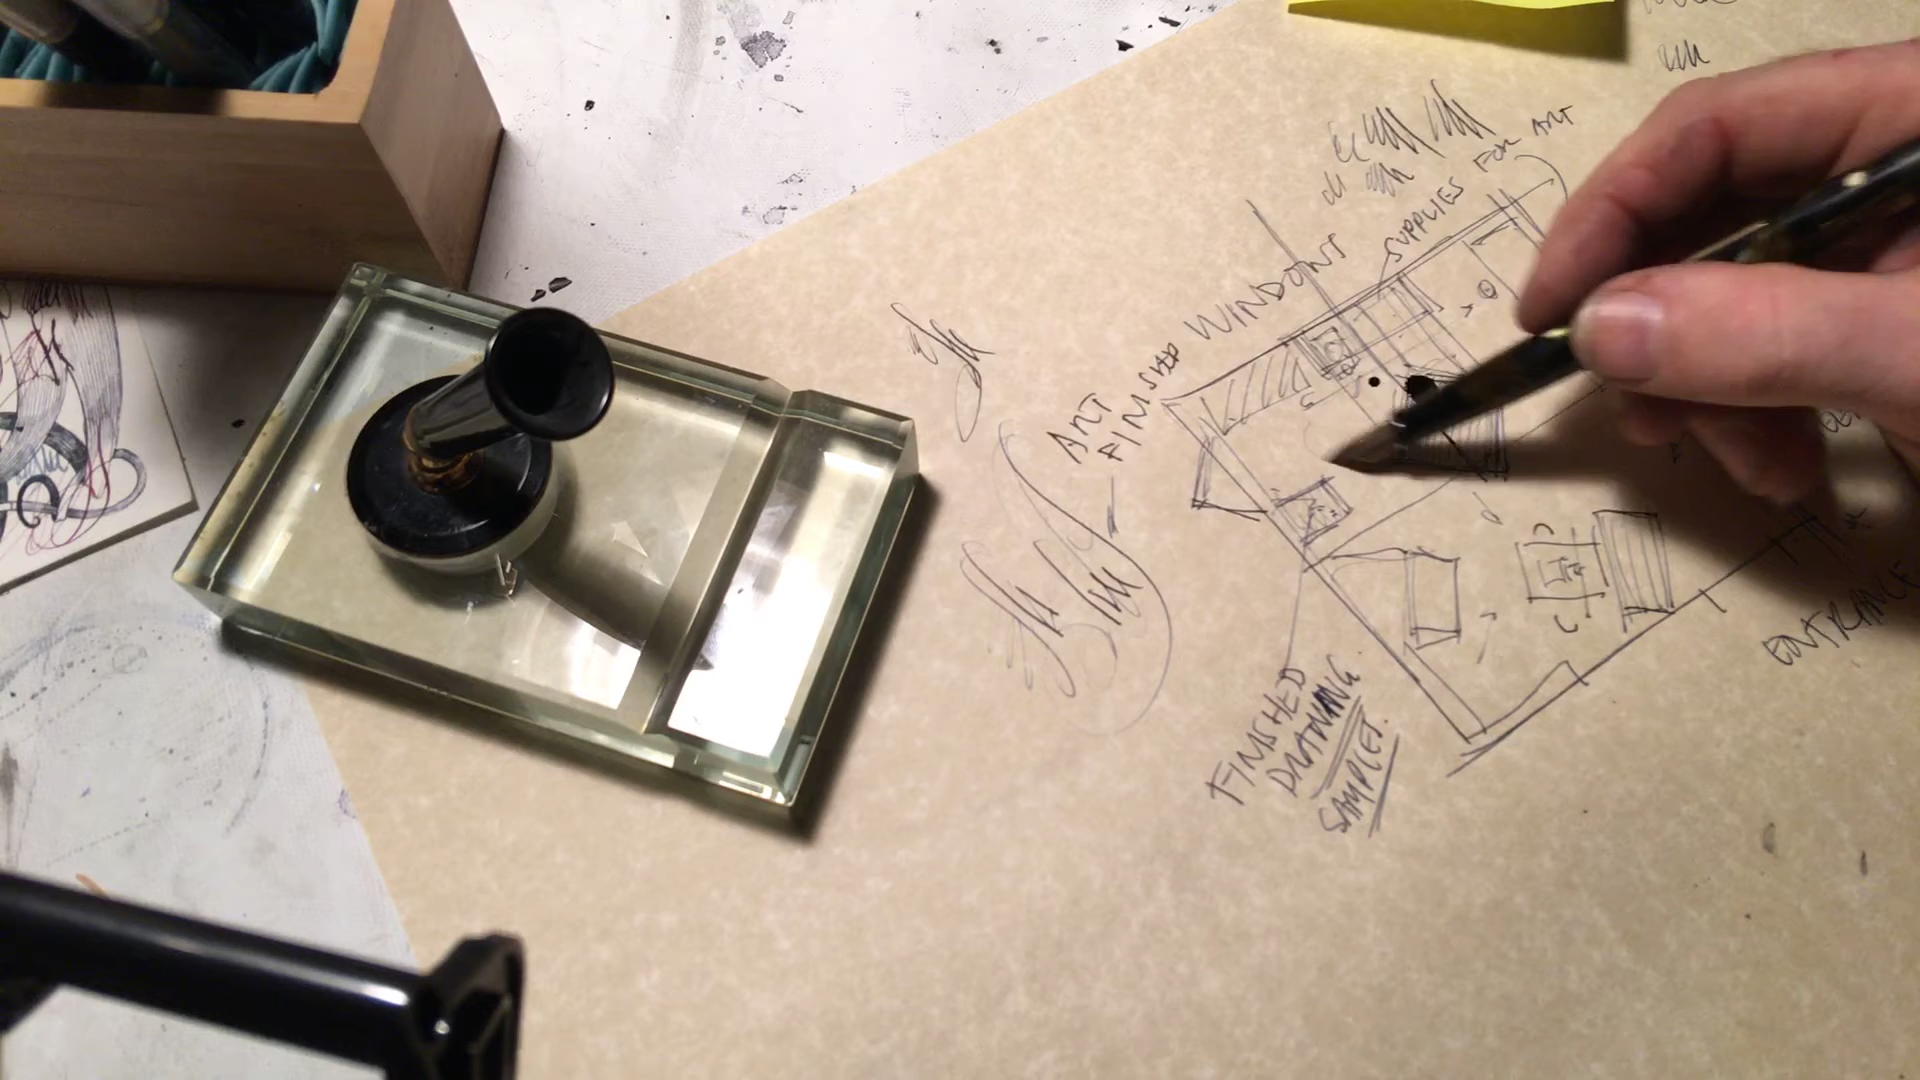 SUPPLIES FOR ART
WINDOWS
ART
FINISHED
FINISHED
DRAWING
SAMPLES.
ENTRANCE